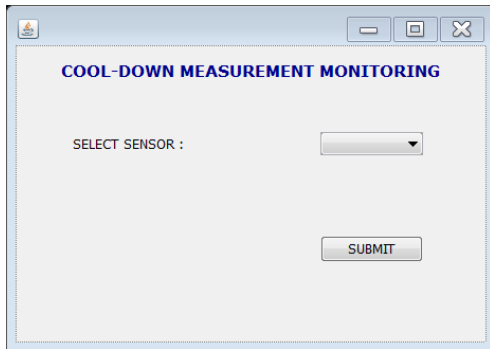 COOL-DOWN MEASUREMENT MONITORING
SELECT SENSOR :
SUBMIT